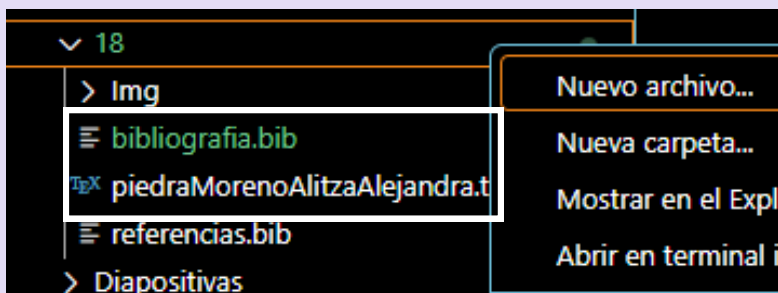 18
Img
bibliografia.bib
TEX piedraMorenoAlitzaAlejandra.t
referencias.bib
Diapositivas
Nuevo archivo...
Nueva carpeta...
Mostrar en el Expl
Abrir en terminal i